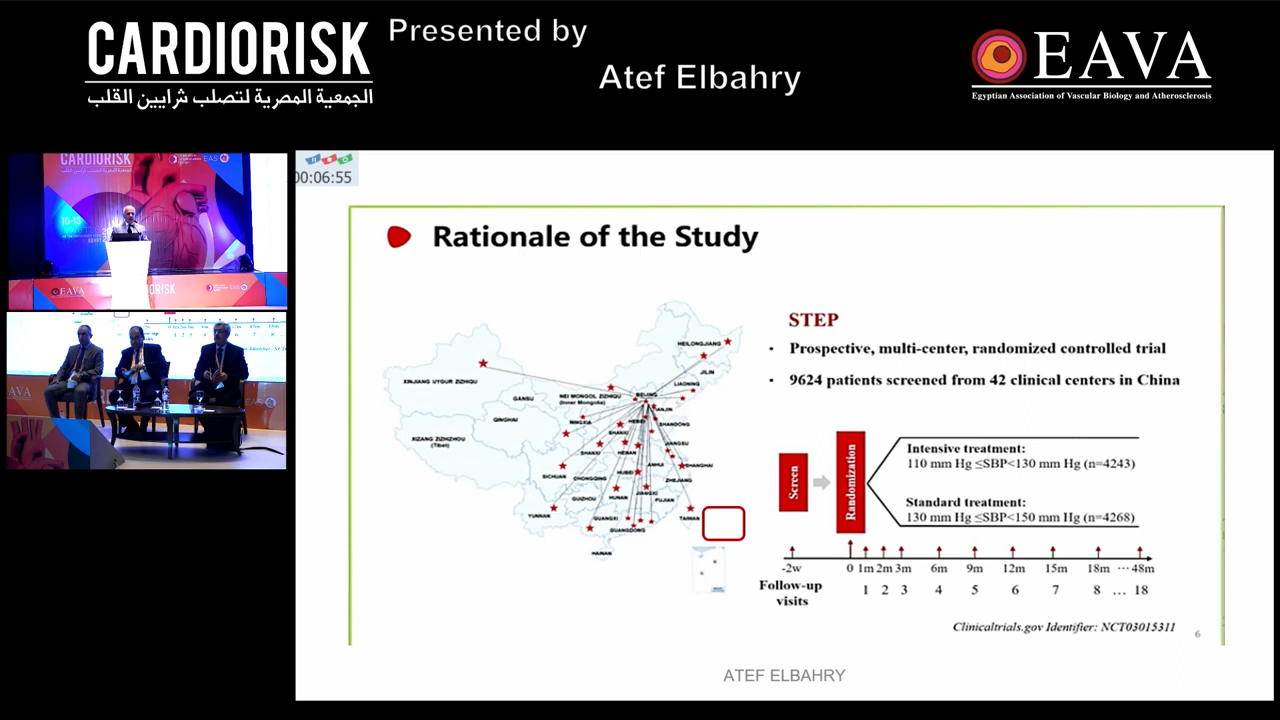 CARDIORISK
الجمعية المصرية لتصلب شرايين القلب
Presented by
Atef Elbahry
EAVA
Egyptian Association of Vascular Biology and Atherosclerosis
CARDIORISK
EAVA
00:06:55
Rationale of the Study
HEILONGJIANG
JILIN
LIAONING
XINJIANG UYGUR ZIZHIQU
GANSU
NEI MONGOL ZIZHIQU
(Inner Mongolia)
BEIJING
TIANJIN
QINGHAI
NINGXIA
HEBEI
SHANDONG
SHANXI
XIZANG ZIZHIZHOU
(Tibet)
JIANGSU
SHANXI
HENAN
SICHUAN
CHONGQING
HUBEI
ANHUI
SHANGHAI
ZHEJIANG
GUIZHOU
HUNAN
JIANGXI
FUJIAN
YUNNAN
GUANGXI
GUANGDONG
TAIWAN
HAINAN
STEP
• Prospective, multi-center, randomized controlled trial
• 9624 patients screened from 42 clinical centers in China
Screen
Randomization
Intensive treatment:
110 mm Hg ≤SBP<130 mm Hg (n=4243)
Standard treatment:
130 mm Hg ≤SBP<150 mm Hg (n=4268)
-2w 0 1m 2m 3m 6m 9m 12m 15m 18m ··· 48m
Follow-up
visits
1 2 3 4 5 6 7 8 … 18
Clinicaltrials.gov Identifier: NCT03015311
6
ATEF ELBAHRY